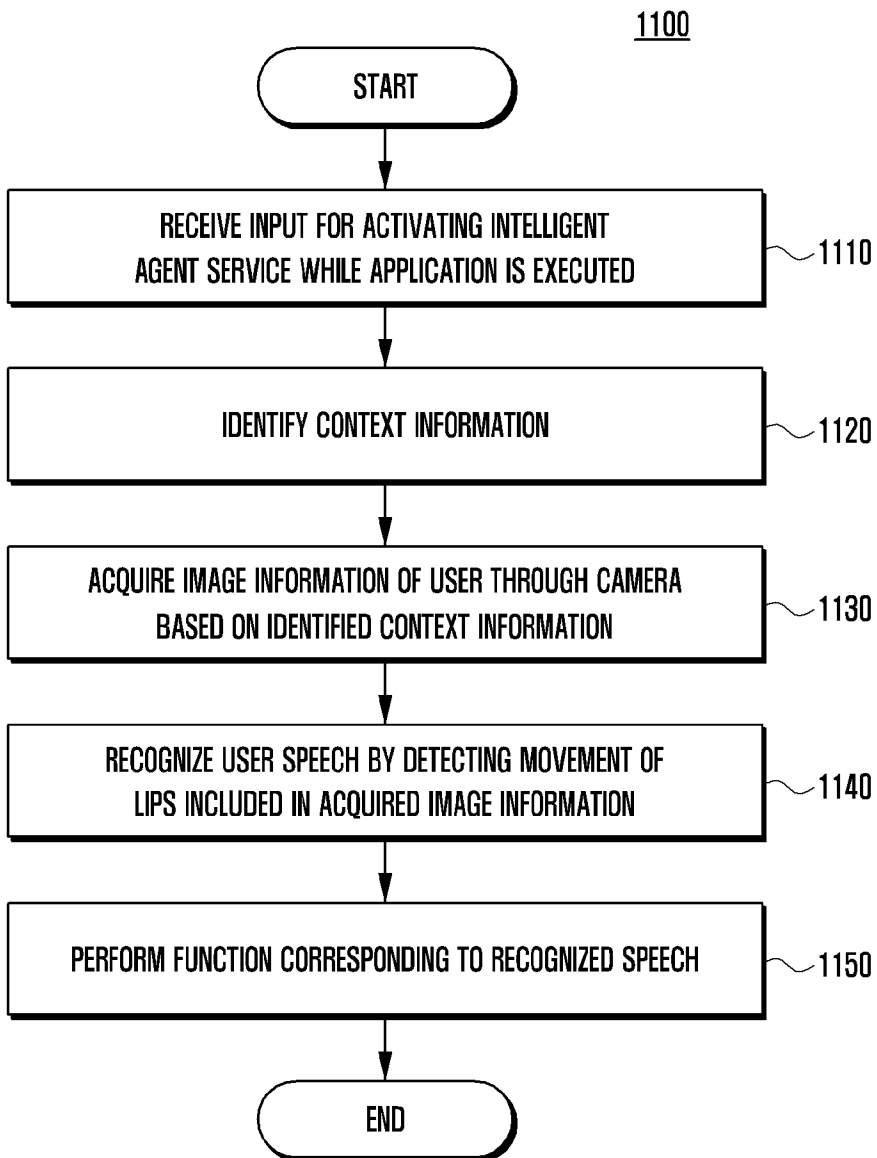 1100
START
RECEIVE INPUT FOR ACTIVATING INTELLIGENT
AGENT SERVICE WHILE APPLICATION IS EXECUTED
1110
IDENTIFY CONTEXT INFORMATION
1120
ACQUIRE IMAGE INFORMATION OF USER THROUGH CAMERA
BASED ON IDENTIFIED CONTEXT INFORMATION
1130
RECOGNIZE USER SPEECH BY DETECTING MOVEMENT OF
LIPS INCLUDED IN ACQUIRED IMAGE INFORMATION
1140
PERFORM FUNCTION CORRESPONDING TO RECOGNIZED SPEECH
1150
END